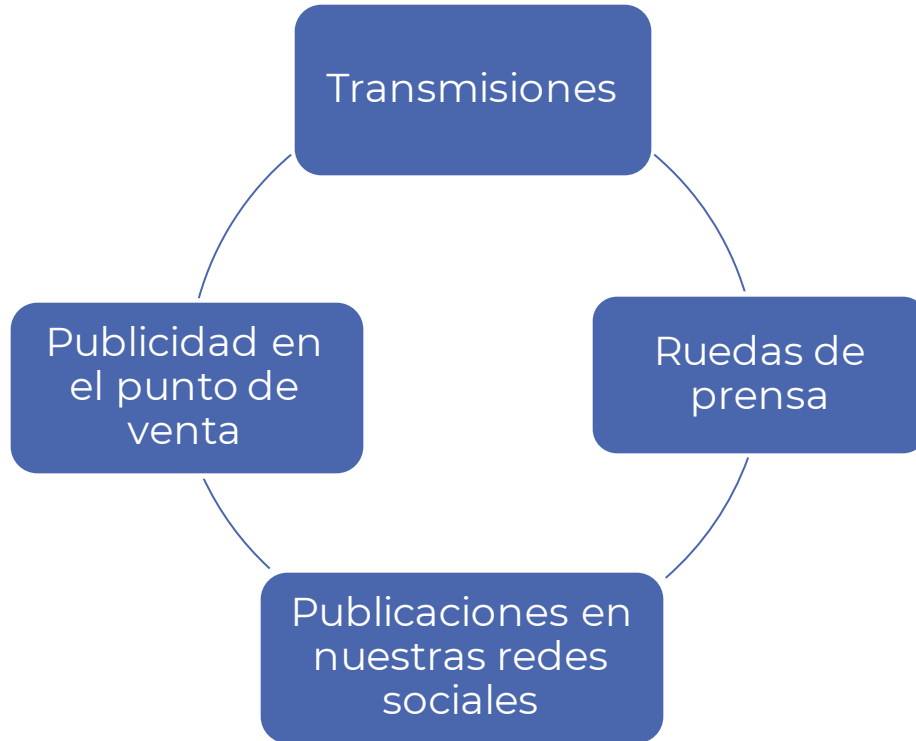 Transmisiones
Ruedas de
prensa
Publicaciones en
nuestras redes
sociales
Publicidad en
el punto de
venta